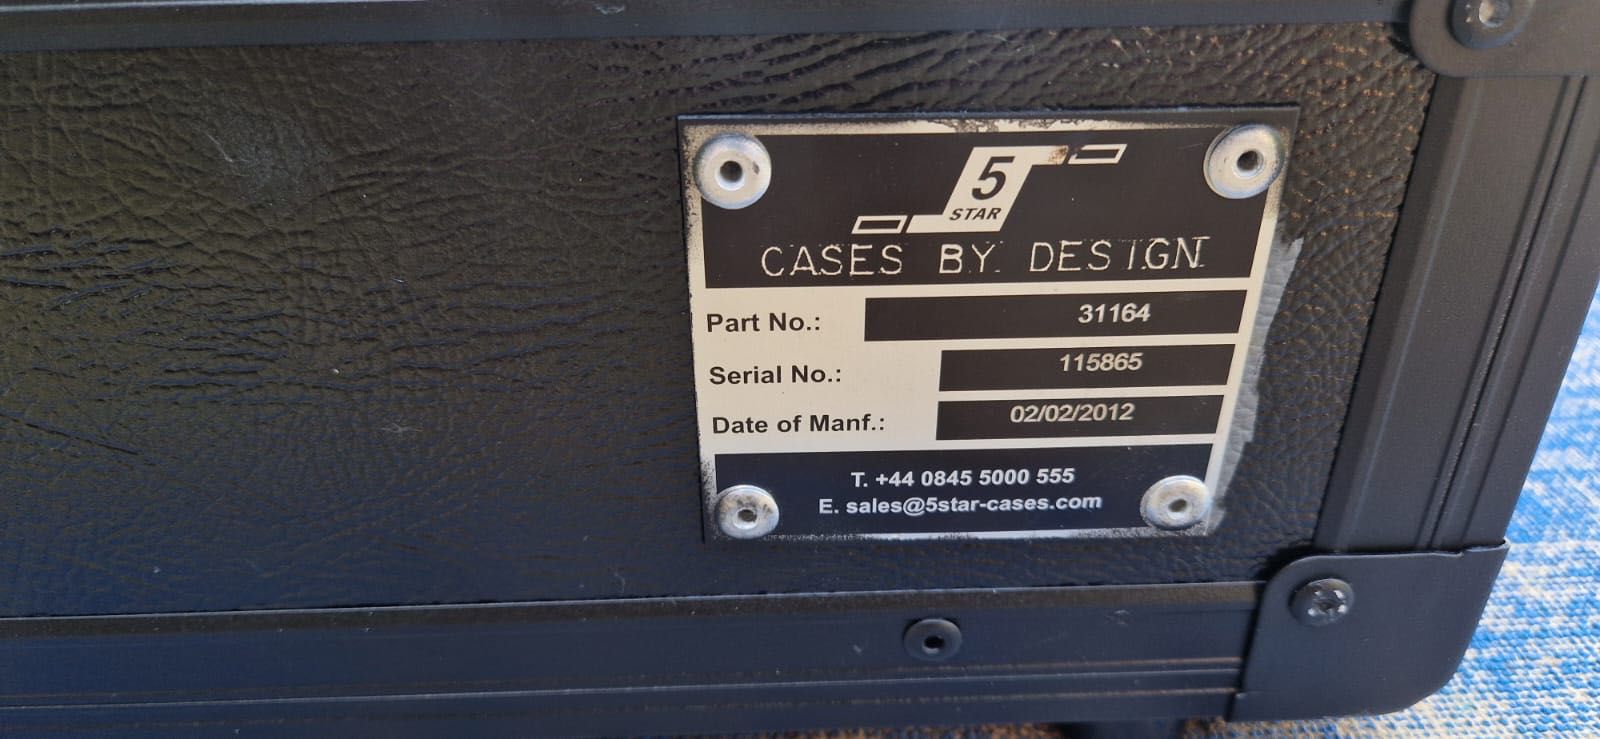 5
STAR
CASES BY DESIGN
Part No.: 31164
Serial No.: 115865
Date of Manf.: 02/02/2012
T. +44 0845 5000 555
E. sales@5star-cases.com